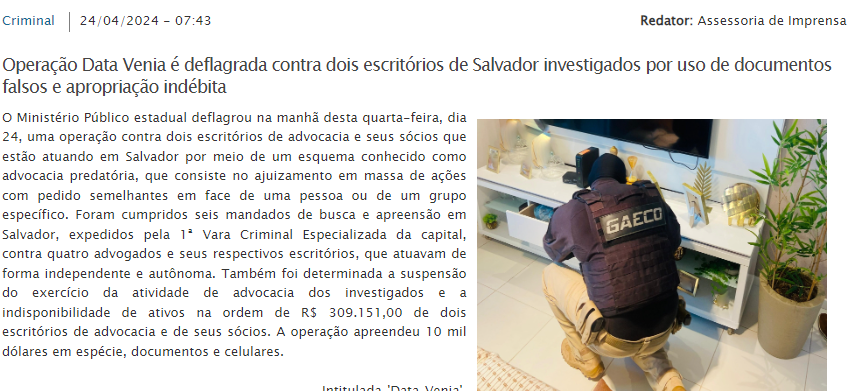 Criminal | 24/04/2024 - 07:43
Redator: Assessoria de Imprensa
Operação Data Venia é deflagrada contra dois escritórios de Salvador investigados por uso de documentos
falsos e apropriação indébita
O Ministério Público estadual deflagrou na manhã desta quarta-feira, dia
24, uma operação contra dois escritórios de advocacia e seus sócios que
estão atuando em Salvador por meio de um esquema conhecido como
advocacia predatória, que consiste no ajuizamento em massa de ações
com pedido semelhantes em face de uma pessoa ou de um grupo
específico. Foram cumpridos seis mandados de busca e apreensão em
Salvador, expedidos pela 1ª Vara Criminal Especializada da capital,
contra quatro advogados e seus respectivos escritórios, que atuavam de
forma independente e autônoma. Também foi determinada a suspensão
do exercício da atividade de advocacia dos investigados e a
indisponibilidade de ativos na ordem de R$ 309.151,00 de dois
escritórios de advocacia e de seus sócios. A operação apreendeu 10 mil
dólares em espécie, documentos e celulares.
Intitulada 'Data Venia',
GAECO